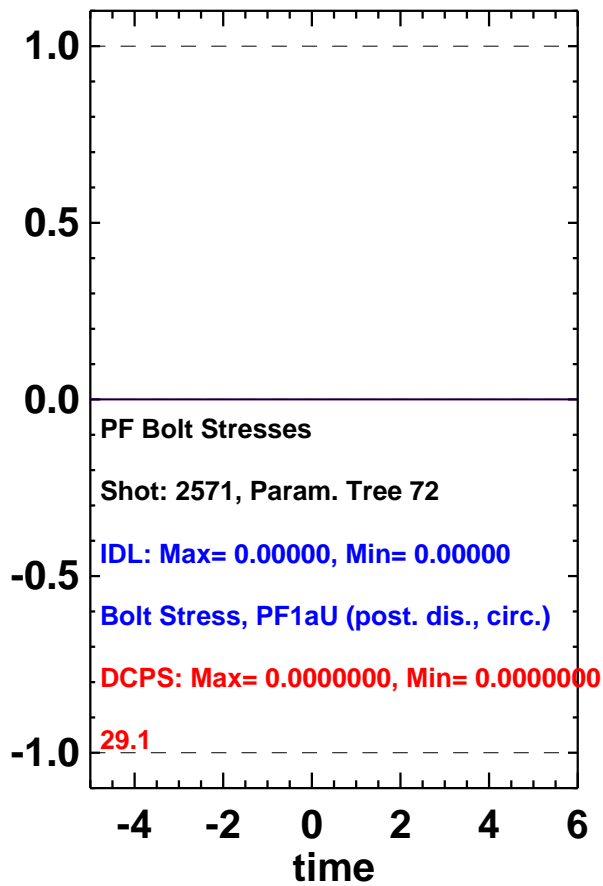 1.0
0.5
0.0
PF Bolt Stresses
Shot: 2571, Param. Tree 72
IDL: Max= 0.00000, Min= 0.00000
-0.5
Bolt Stress, PF1aU (post. dis., circ.)
DCPS: Max= 0.0000000, Min= 0.0000000
29.1
-1.0
-4 -2 0 2 4 6
time